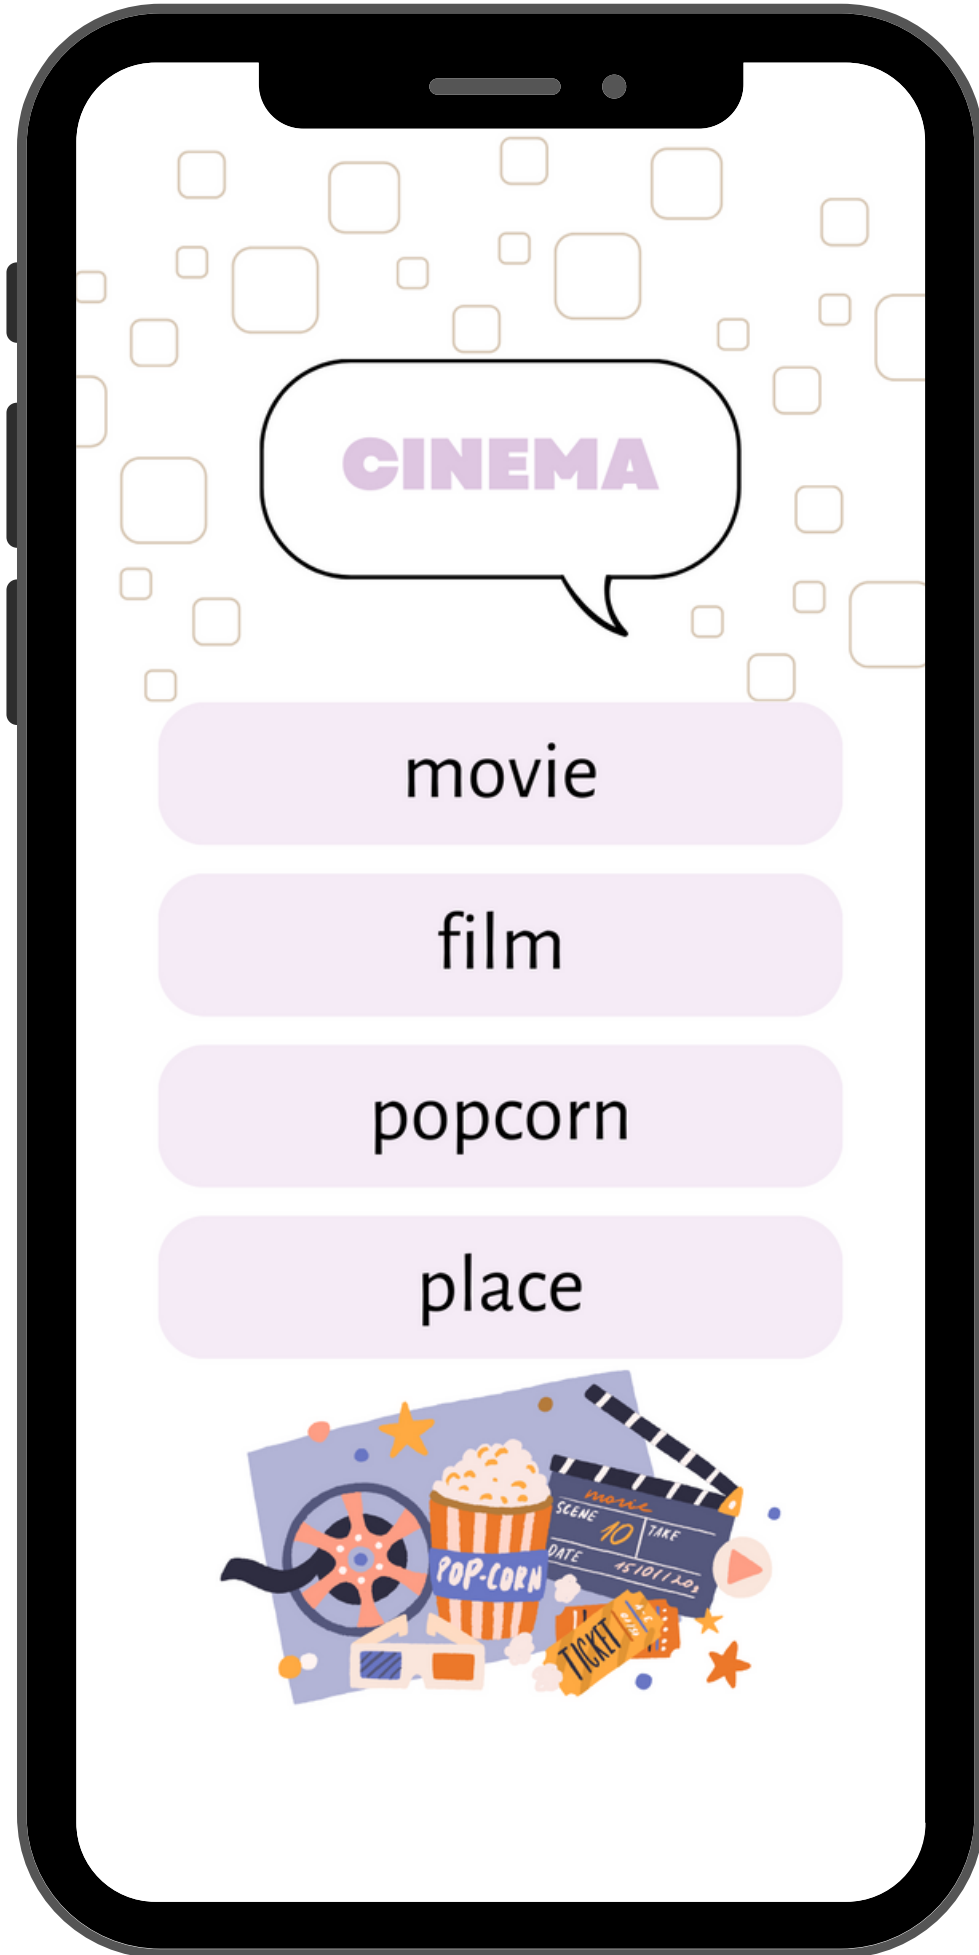 CINEMA
movie
film
popcorn
place
movie
SCENE
10
TAKE
DATE
POP-CORN
TICKET